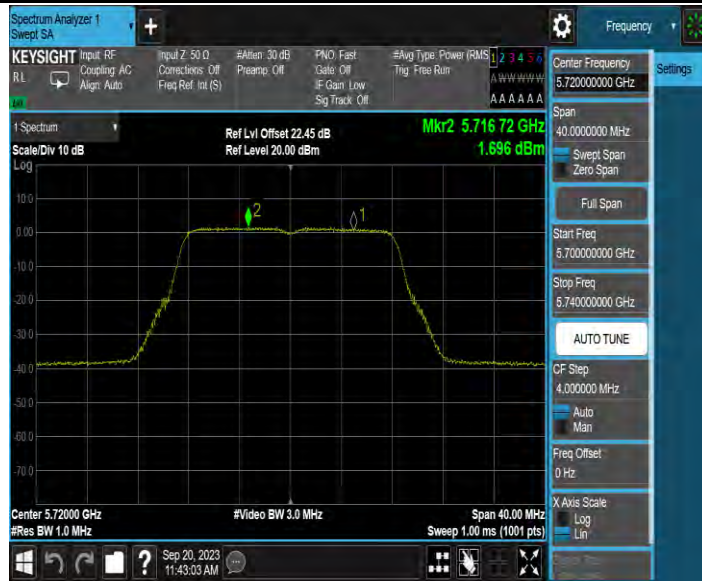 Spectrum Analyzer 1
Swept SA
+
Frequency
KEYSIGHT
RL
Input: RF
Coupling: AC
Align: Auto
Input Z: 50 Ω
Corrections: Off
Freq Ref: Int (S)
#Atten: 30 dB
Preamp: Off
PNO: Fast
Gate: Off
IF Gain: Low
Sig Track: Off
#Avg Type: Power (RMS
Trig: Free Run
1 2 3 4 5 6
A W W W W W
A A A A A A
1 Spectrum
Scale/Div 10 dB
Log
Ref Lvl Offset 22.45 dB
Ref Level 20.00 dBm
Mkr2 5.716 72 GHz
1.696 dBm
2
1
10.0
0.00
-10.0
-20.0
-30.0
-40.0
-50.0
-60.0
-70.0
Center 5.72000 GHz
#Res BW 1.0 MHz
#Video BW 3.0 MHz
Span 40.00 MHz
Sweep 1.00 ms (1001 pts)
Center Frequency
5.720000000 GHz
Settings
Span
40.0000000 MHz
Swept Span
Zero Span
Full Span
Start Freq
5.700000000 GHz
Stop Freq
5.740000000 GHz
AUTO TUNE
CF Step
4.000000 MHz
Auto
Man
Freq Offset
0 Hz
X Axis Scale
Log
Lin
?
Sep 20, 2023
11:43:03 AM